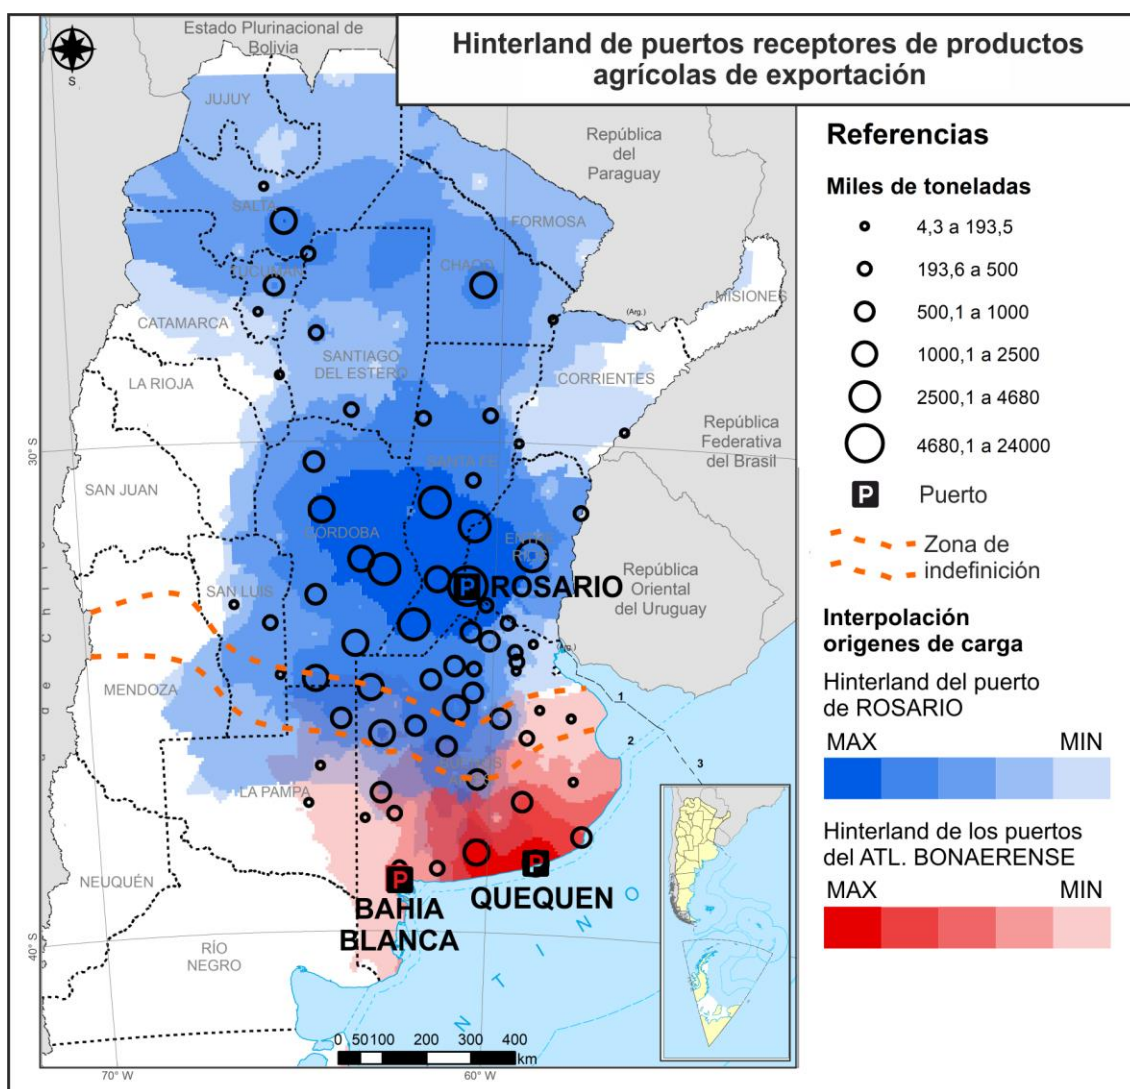 Hinterland de puertos receptores de productos
agrícolas de exportación
S
Estado Plurinacional de
Bolivia
República
del
Paraguay
República
Federativa
del Brasil
República
Oriental
del Uruguay
JUJUY
SALTA
FORMOSA
TUCUMÁN
CHACO
MISIONES
CATAMARCA
(Arg.)
SANTIAGO
DEL ESTERO
CORRIENTES
LA RIOJA
SANTA FE
SAN JUAN
CÓRDOBA
ENTRE
RÍOS
ROSARIO
SAN LUIS
(Arg.)
MENDOZA
LA PAMPA
NEUQUÉN
RÍO
NEGRO
P
P
P
BAHIA
BLANCA
QUEQUEN
1
2
3
N T I N O
30° S
40° S
70° W
60° W
0 50 100 200 300 400
km
Referencias
Miles de toneladas
4,3 a 193,5
193,6 a 500
500,1 a 1000
1000,1 a 2500
2500,1 a 4680
4680,1 a 24000
P Puerto
Zona de
indefinición
Interpolación
origenes de carga
Hinterland del puerto
de ROSARIO
MAX MIN
Hinterland de los puertos
del ATL. BONAERENSE
MAX MIN